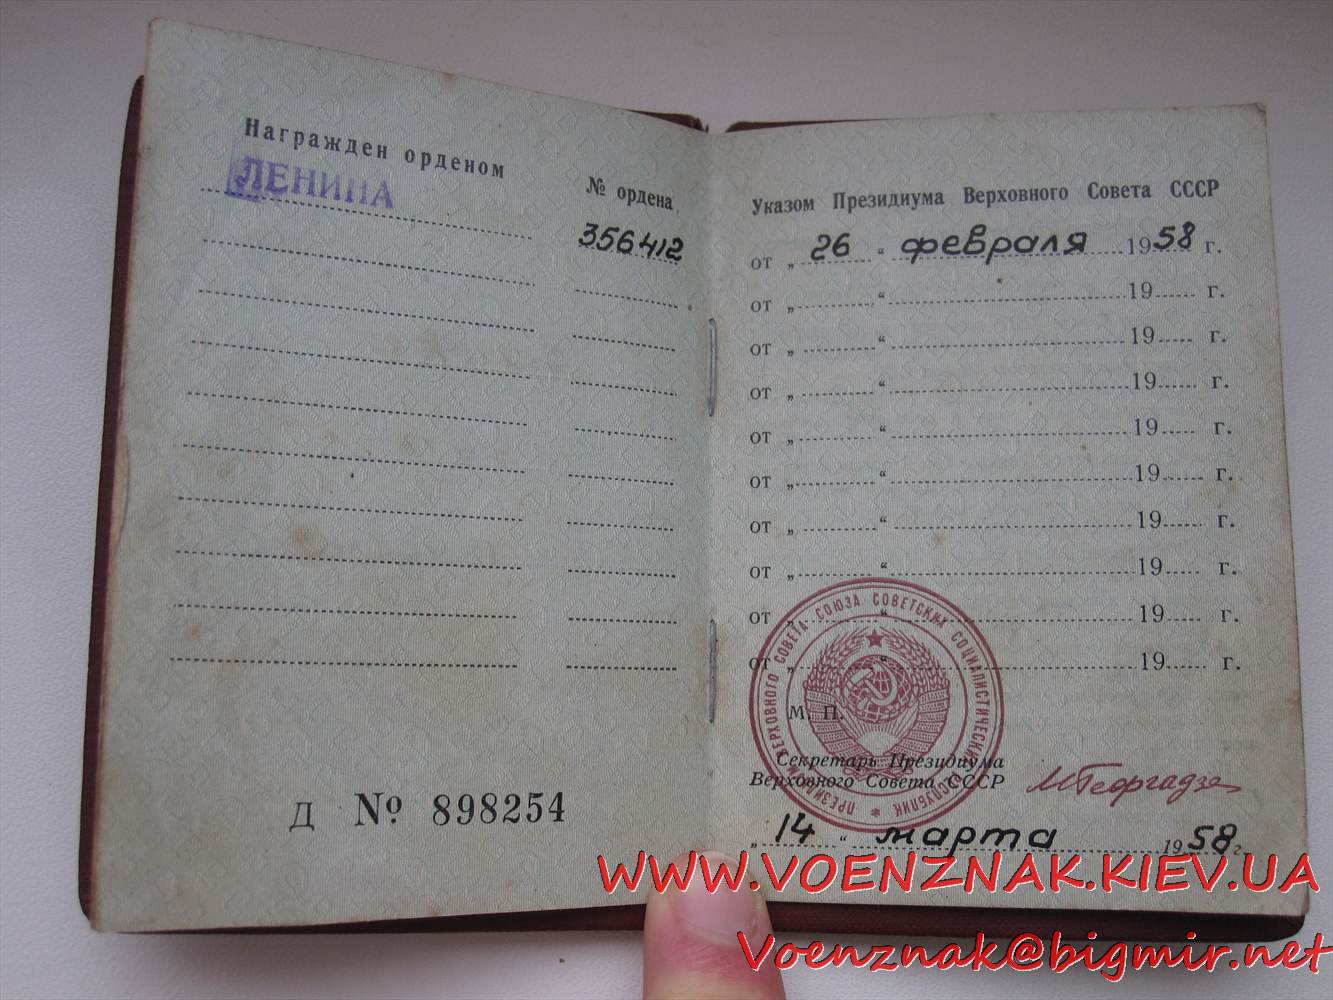 Награжден орденом
ЛЕНИНА
№ ордена
356412
Д № 898254
Указом Президиума Верховного Совета СССР
от „ 26 “ февраля 1958 г.
от „ “ 19 г.
от „ “ 19 г.
от „ “ 19 г.
от „ “ 19 г.
от „ “ 19 г.
от „ “ 19 г.
от „ “ 19 г.
от „ “ 19 г.
от „ “ 19 г.
ПРЕЗИДИУМ ВЕРХОВНОГО СОВЕТА СОЮЗА СОВЕТСКИХ СОЦИАЛИСТИЧЕСКИХ РЕСПУБЛИК *
М. П.
Секретарь Президиума
Верховного Совета СССР
МГеоргадзе
„ 14 “ марта 1958 г.
WWW.VOENZNAK.KIEV.UA
Voenznak@bigmir.net